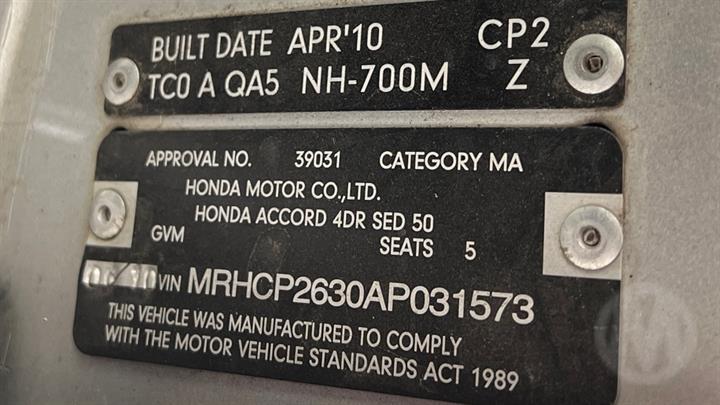 BUILT DATE APR'10 CP2
TC0 A QA5 NH-700M Z
APPROVAL NO. 39031 CATEGORY MA
HONDA MOTOR CO.,LTD.
HONDA ACCORD 4DR SED 50
GVM SEATS 5
VIN MRHCP2630AP031573
THIS VEHICLE WAS MANUFACTURED TO COMPLY
WITH THE MOTOR VEHICLE STANDARDS ACT 1989